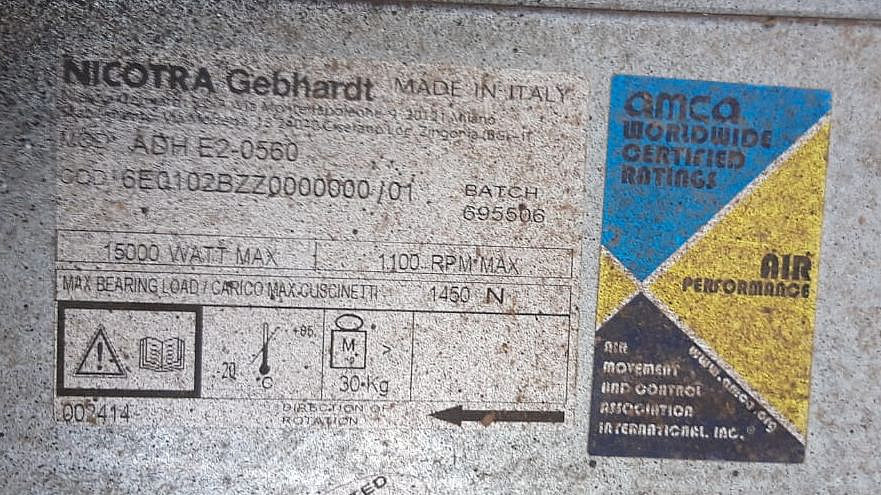 NICOTRA Gebhardt MADE IN ITALY
MOD ADH E2-0560
COD 6E0102BZZ0000000/01
BATCH
695506
15000 WATT MAX 1100 RPM MAX
MAX BEARING LOAD / CARICO MAX CUSCINETTI 1450 N
-20 °C
M >
30 Kg
002414
DIRECTION OF
ROTATION
amca
WORLDWIDE
CERTIFIED
RATINGS
AIR
PERFORMANCE
AIR
MOVEMENT
AND CONTROL
ASSOCIATION
INTERNATIONAL, INC.®
www.amca.org